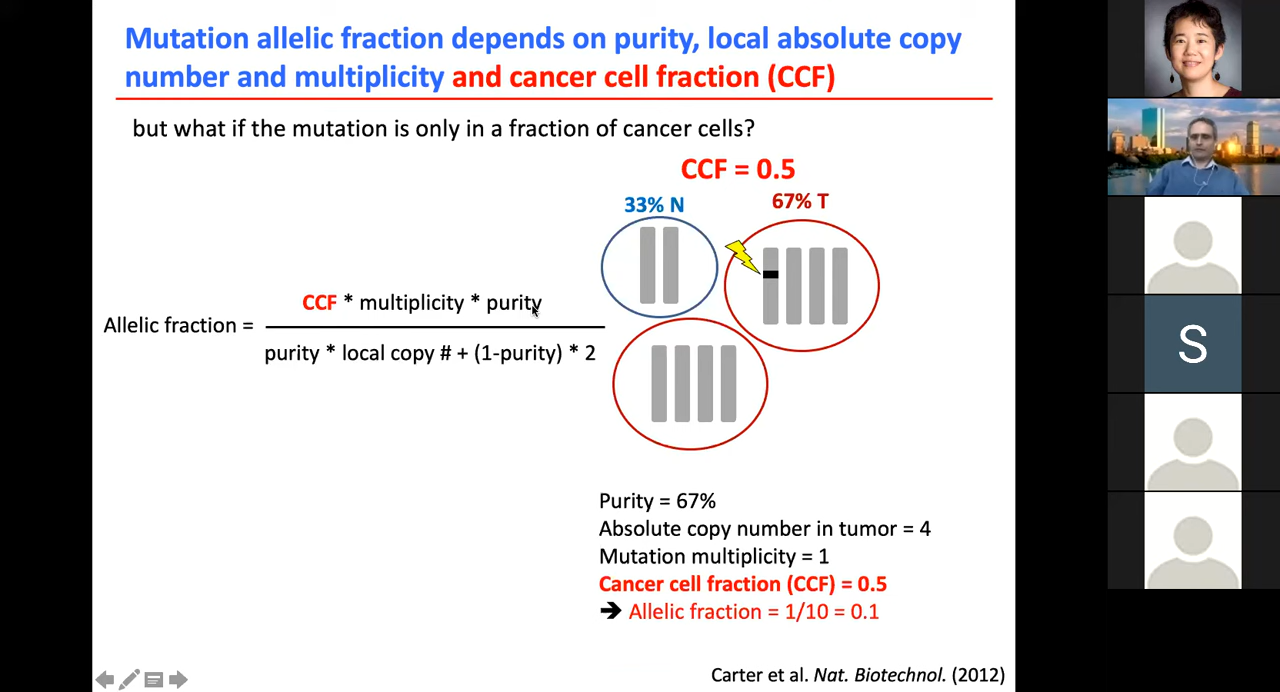 Mutation allelic fraction depends on purity, local absolute copy
number and multiplicity and cancer cell fraction (CCF)
but what if the mutation is only in a fraction of cancer cells?
CCF = 0.5
33% N
67% T
CCF * multiplicity * purity
Allelic fraction =
purity * local copy # + (1-purity) * 2
Purity = 67%
Absolute copy number in tumor = 4
Mutation multiplicity = 1
Cancer cell fraction (CCF) = 0.5
➔ Allelic fraction = 1/10 = 0.1
Carter et al. Nat. Biotechnol. (2012)
S